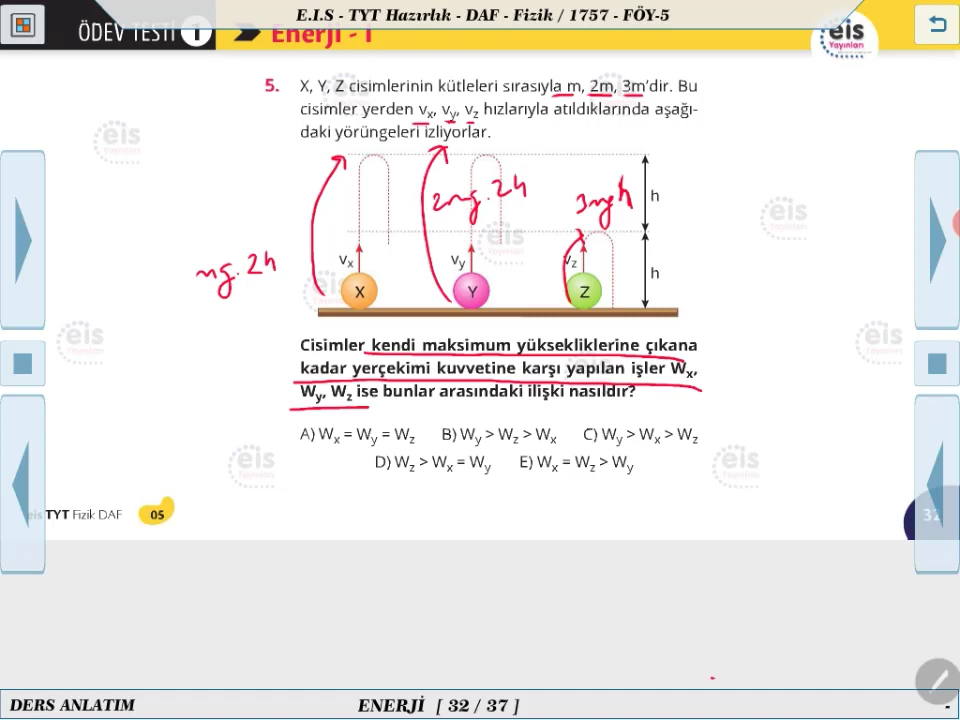 E.I.S - TYT Hazırlık - DAF - Fizik / 1757 - FÖY-5
ÖDEV TESTİ 1 Enerji - I
eis
Yayınları
5. X, Y, Z cisimlerinin kütleleri sırasıyla m, 2m, 3m'dir. Bu
cisimler yerden vx, vy, vz hızlarıyla atıldıklarında aşağı-
daki yörüngeleri izliyorlar.
2mg. 2h
3mgh
h
mg. 2h
vx vy vz
h
X Y Z
Cisimler kendi maksimum yüksekliklerine çıkana
kadar yerçekimi kuvvetine karşı yapılan işler Wx,
Wy, Wz ise bunlar arasındaki ilişki nasıldır?
A) Wx = Wy = Wz B) Wy > Wz > Wx C) Wy > Wx > Wz
D) Wz > Wx = Wy E) Wx = Wz > Wy
eis TYT Fizik DAF 05
32
DERS ANLATIM ENERJİ [ 32 / 37 ] -